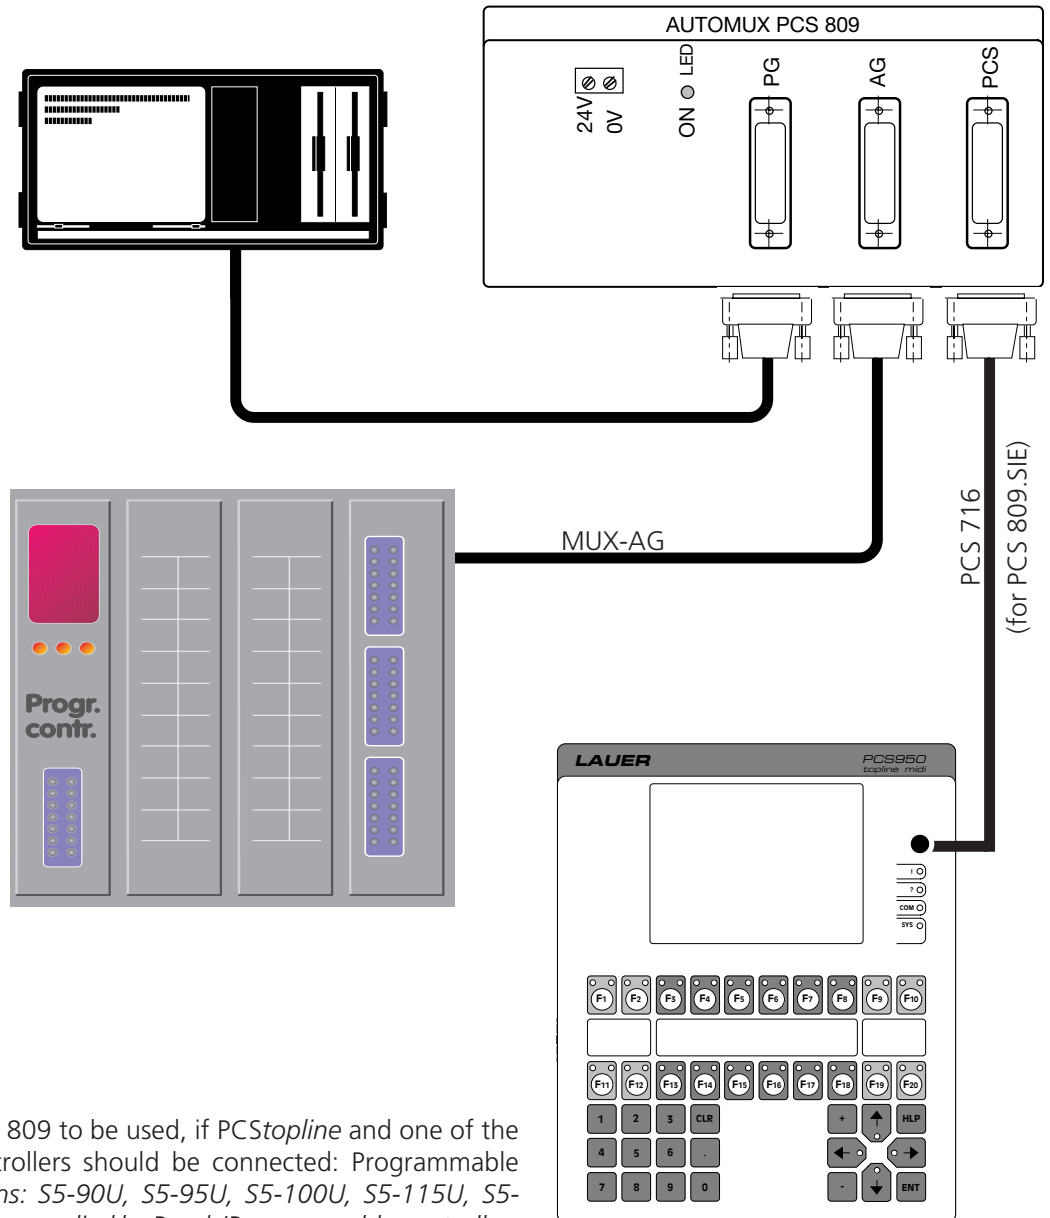 AUTOMUX PCS 809
24V
0V
ON
LED
PG
AG
PCS
MUX-AG
PCS 716
(for PCS 809.SIE)
Progr.
contr.
LAUER
PCS950
topline midi
!
?
COM
SYS
F1 F2 F3 F4 F5 F6 F7 F8 F9 F10
F11 F12 F13 F14 F15 F16 F17 F18 F19 F20
1 2 3 CLR + HLP
4 5 6 .
7 8 9 0 - ENT
809 to be used, if PCStopline and one of the
trollers should be connected: Programmable
ns: S5-90U, S5-95U, S5-100U, S5-115U, S5-